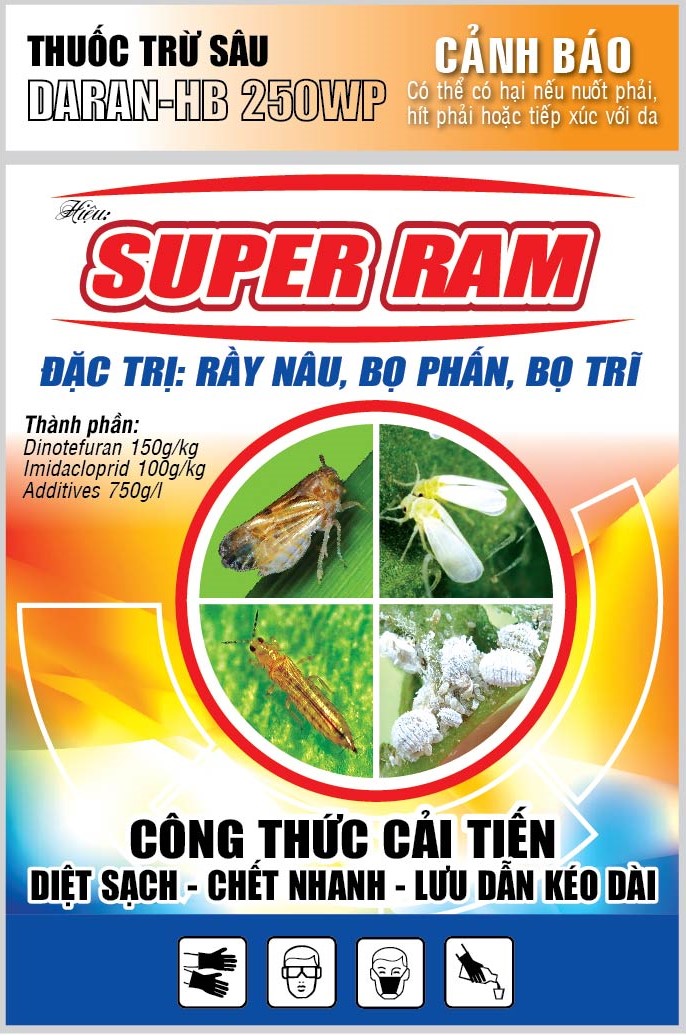 THUỐC TRỪ SÂU
DARAN-HB 250WP
CẢNH BÁO
Có thể có hại nếu nuốt phải,
hít phải hoặc tiếp xúc với da
Hiệu:
SUPER RAM
ĐẶC TRỊ: RẦY NÂU, BỌ PHẤN, BỌ TRĨ
Thành phần:
Dinotefuran 150g/kg
Imidacloprid 100g/kg
Additives 750g/l
CÔNG THỨC CẢI TIẾN
DIỆT SẠCH - CHẾT NHANH - LƯU DẪN KÉO DÀI